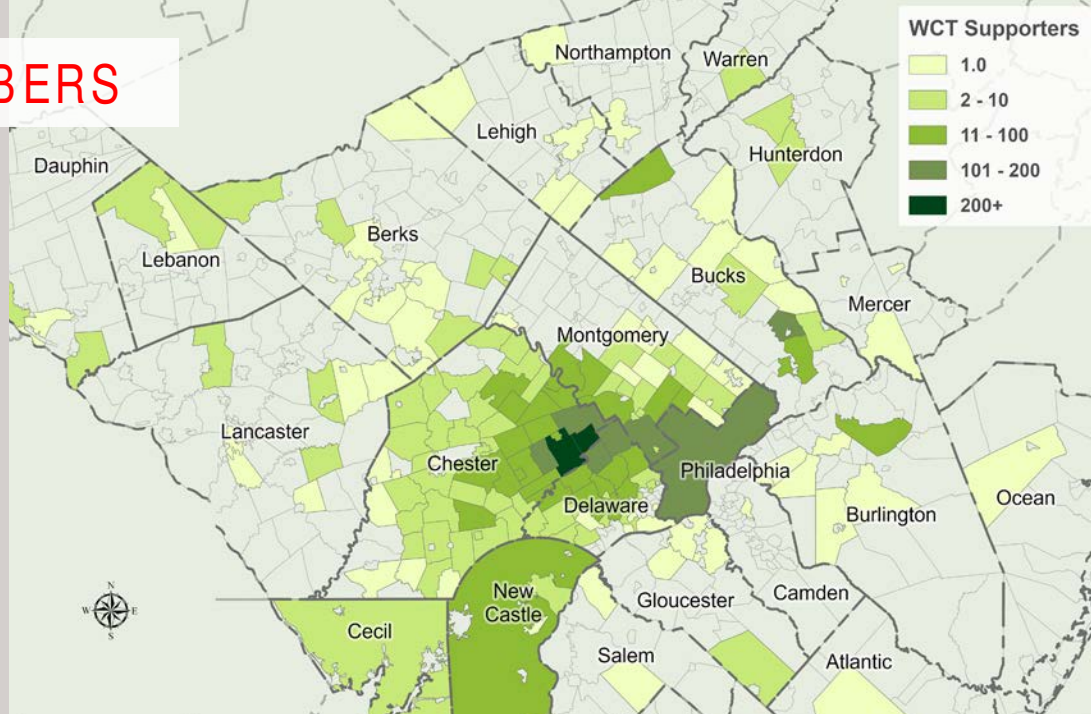 BERS
WCT Supporters
1.0
2 - 10
11 - 100
101 - 200
200+
Northampton
Warren
Lehigh
Hunterdon
Dauphin
Berks
Lebanon
Bucks
Mercer
Montgomery
Lancaster
Chester
Philadelphia
Delaware
Ocean
Burlington
New
Castle
Gloucester
Camden
Cecil
Salem
Atlantic
N
W
E
S